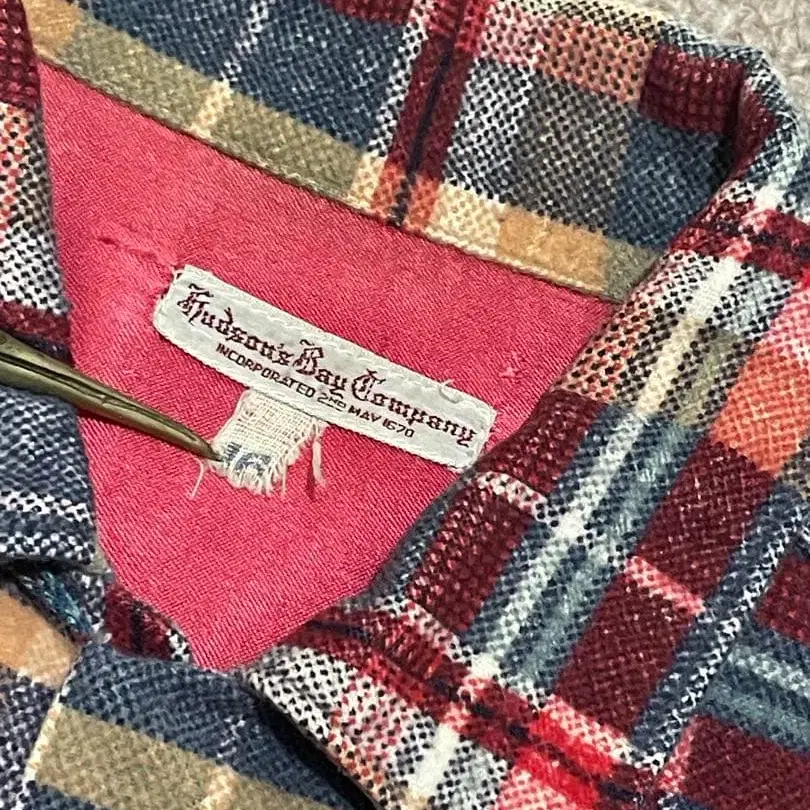 Hudson's Bay Company
INCORPORATED 2ND MAY 1670